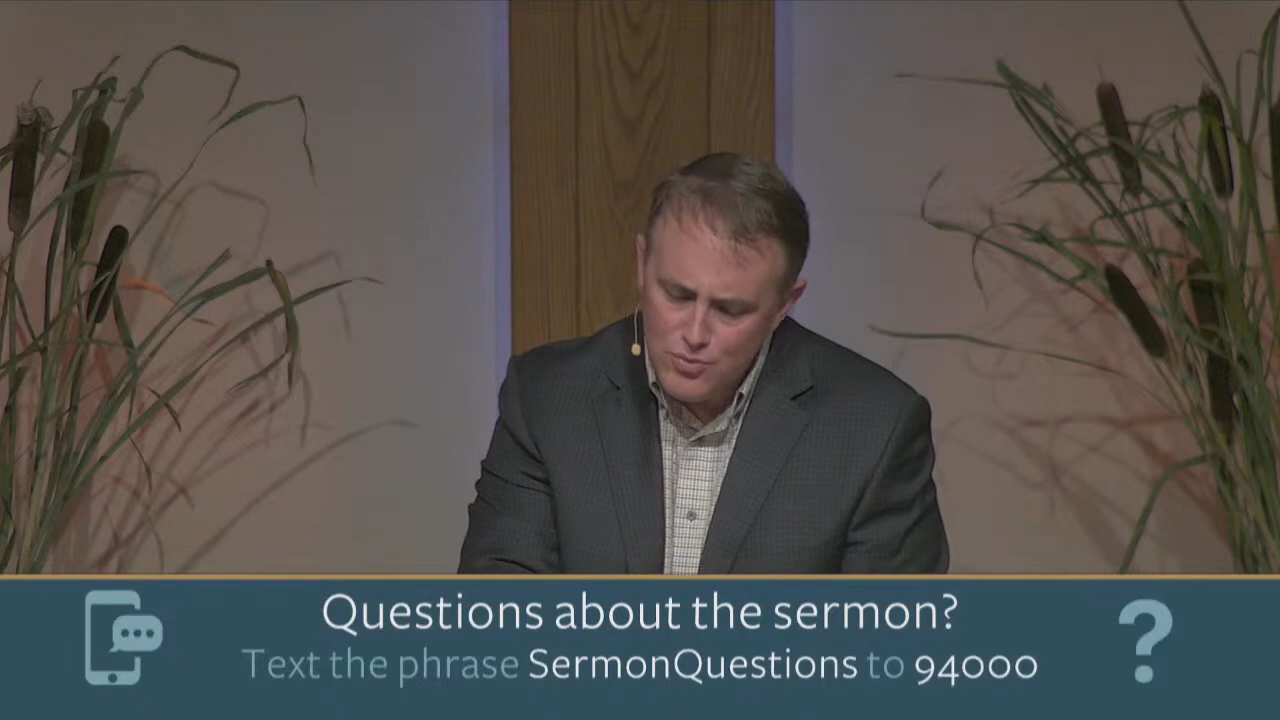 Questions about the sermon?
Text the phrase SermonQuestions to 94000
?